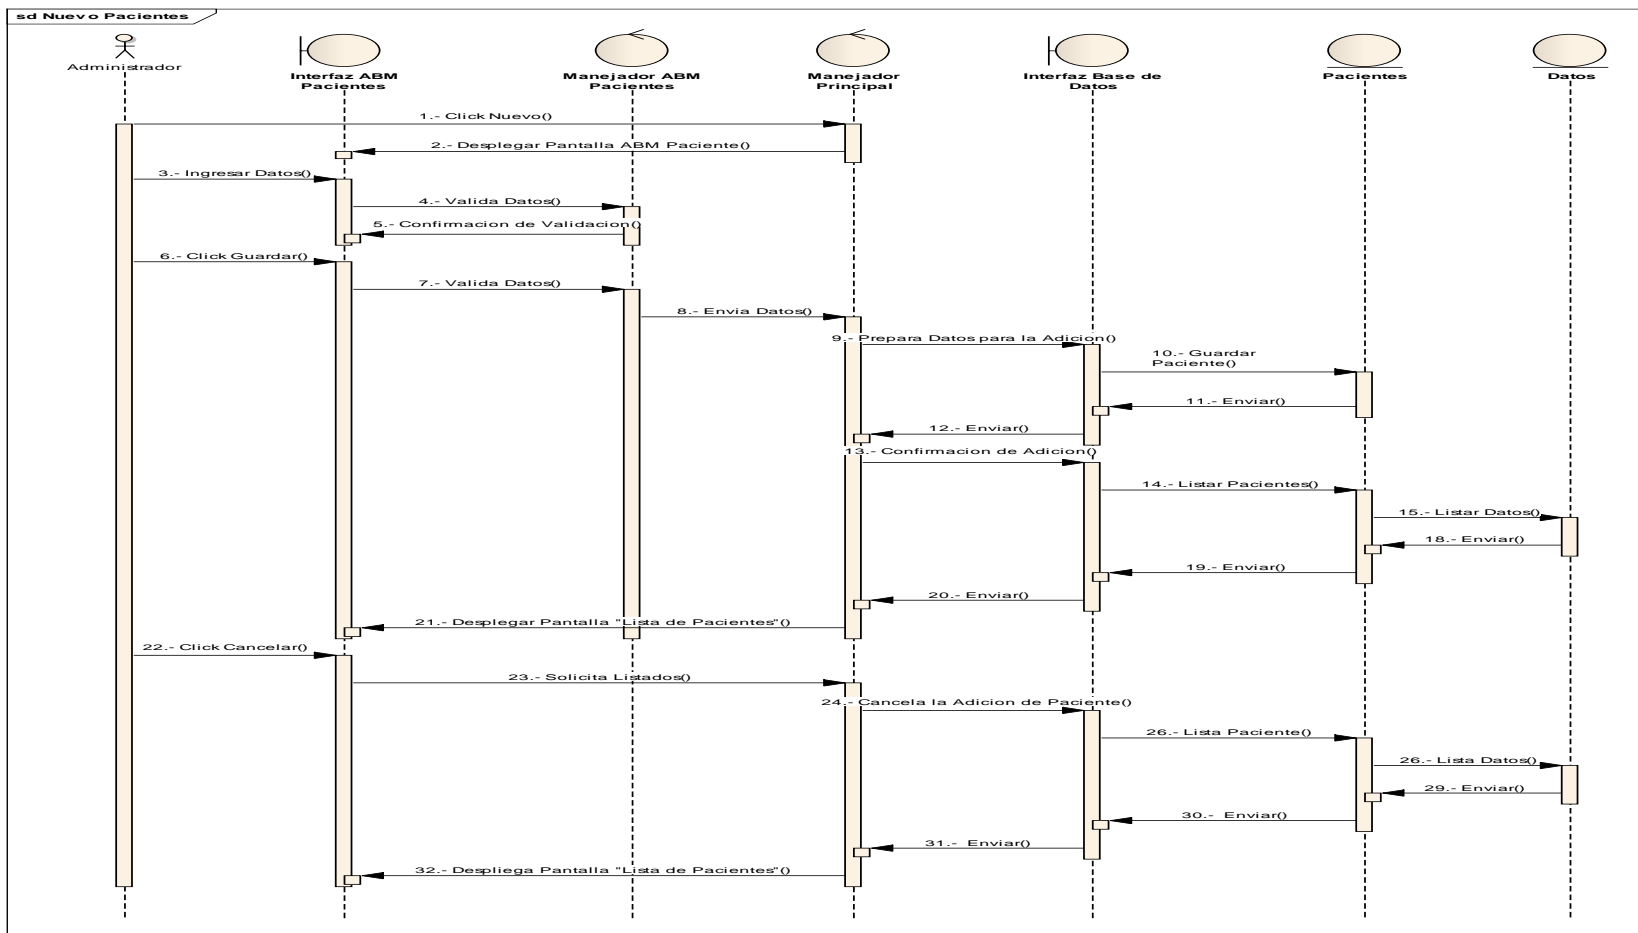 sd Nuevo Pacientes
Administrador
Interfaz ABM
Pacientes
Manejador ABM
Pacientes
Manejador
Principal
Interfaz Base de
Datos
Pacientes
Datos
1.- Click Nuevo()
2.- Desplegar Pantalla ABM Paciente()
3.- Ingresar Datos()
4.- Valida Datos()
5.- Confirmacion de Validacion()
6.- Click Guardar()
7.- Valida Datos()
8.- Envia Datos()
9.- Prepara Datos para la Adicion()
10.- Guardar
Paciente()
11.- Enviar()
12.- Enviar()
13.- Confirmacion de Adicion()
14.- Listar Pacientes()
15.- Listar Datos()
18.- Enviar()
19.- Enviar()
20.- Enviar()
21.- Desplegar Pantalla "Lista de Pacientes"()
22.- Click Cancelar()
23.- Solicita Listados()
24.- Cancela la Adicion de Paciente()
26.- Lista Paciente()
26.- Lista Datos()
29.- Enviar()
30.- Enviar()
31.- Enviar()
32.- Despliega Pantalla "Lista de Pacientes"()